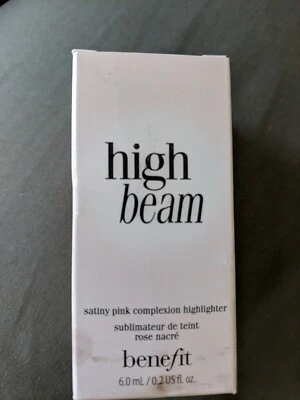 high
beam
satiny pink complexion highlighter
sublimateur de teint
rose nacré
benefit
6.0 mL / 0.2 US fl. oz.